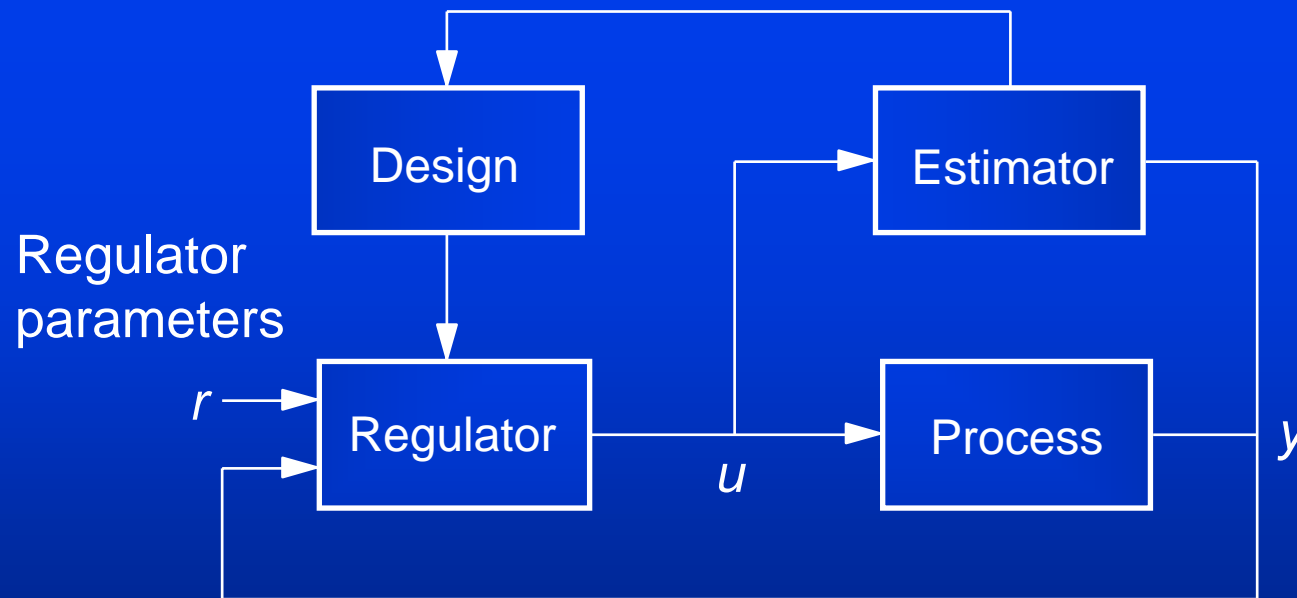 Design
Estimator
Regulator
parameters
r
Regulator
Process
u
y